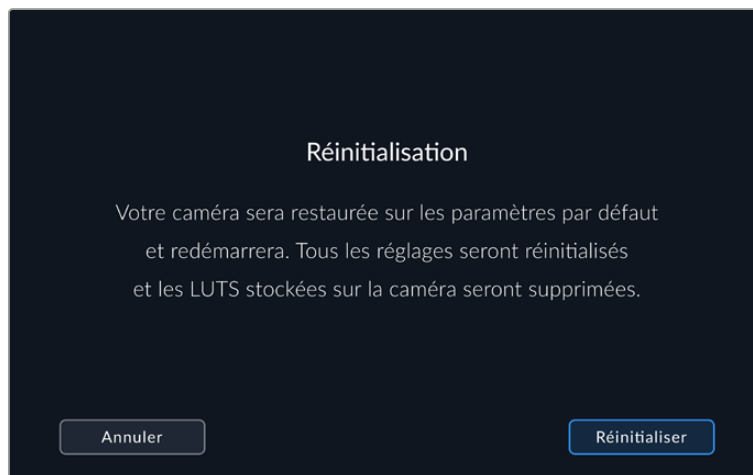 Réinitialisation
Votre caméra sera restaurée sur les paramètres par défaut
et redémarrera. Tous les réglages seront réinitialisés
et les LUTS stockées sur la caméra seront supprimées.
Annuler
Réinitialiser